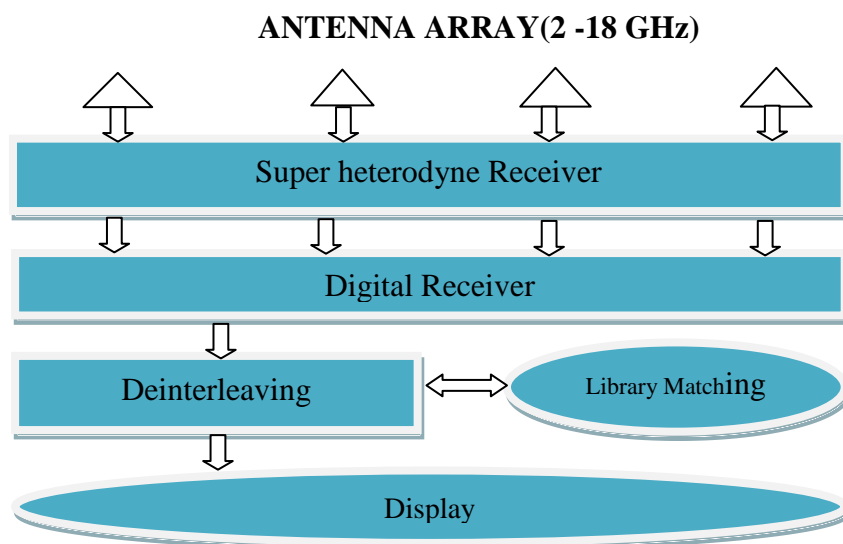 ANTENNA ARRAY(2 -18 GHz)
Super heterodyne Receiver
Digital Receiver
Deinterleaving
Library Matching
Display